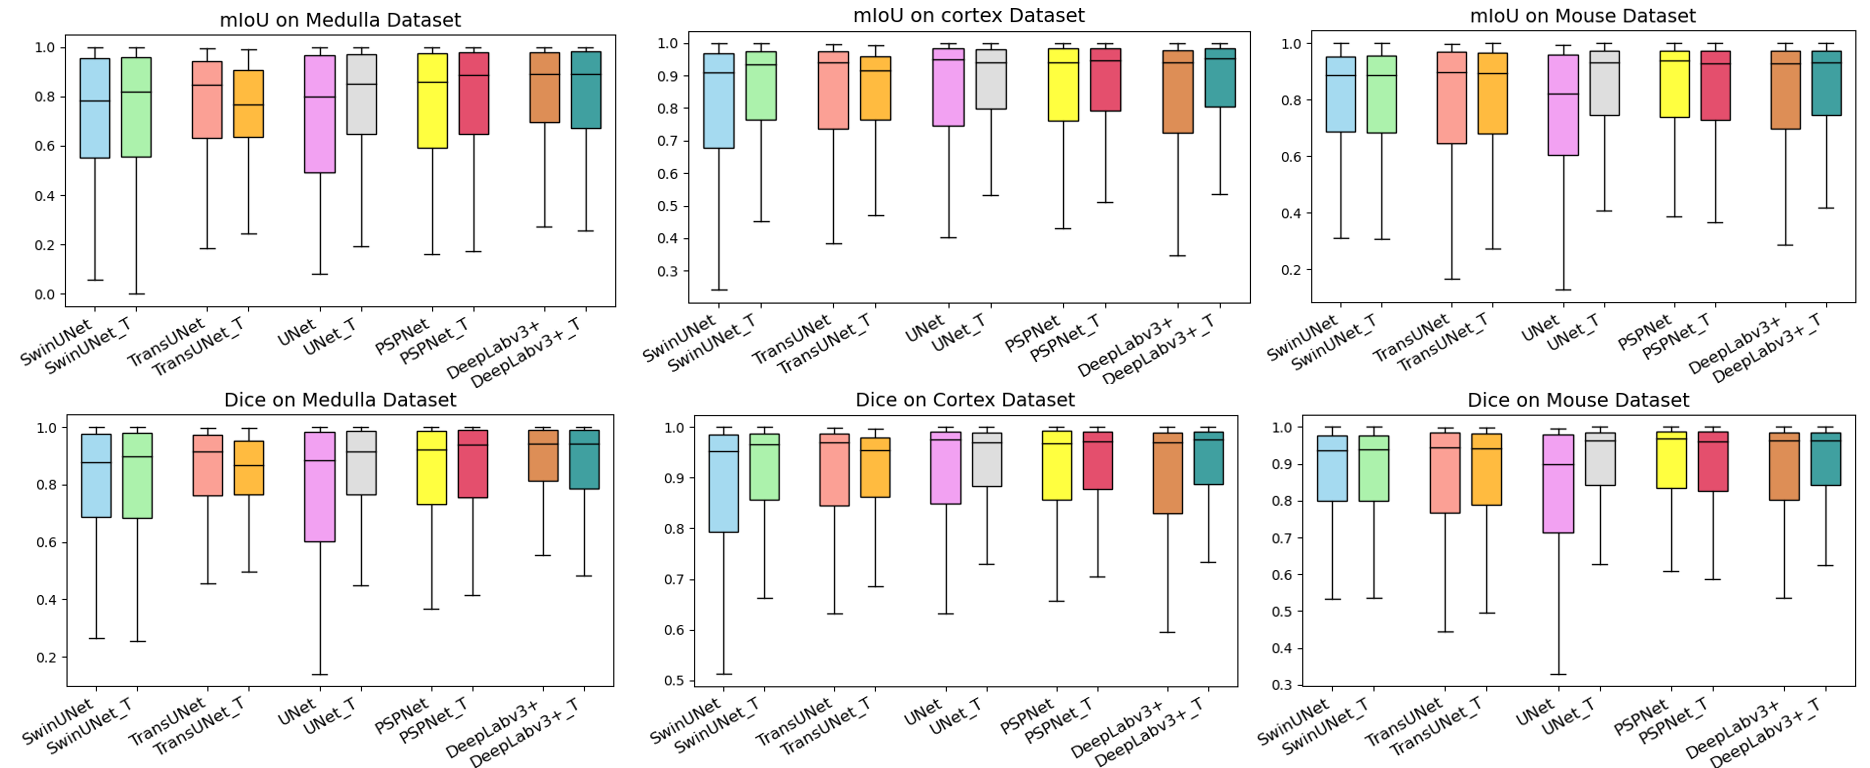 mIoU on Medulla Dataset
1.0
0.8
0.6
0.4
0.2
0.0
SwinUNet
SwinUNet_T
TransUNet
TransUNet_T
UNet
UNet_T
PSPNet
PSPNet_T
DeepLabv3+
DeepLabv3+_T
mIoU on cortex Dataset
1.0
0.9
0.8
0.7
0.6
0.5
0.4
0.3
SwinUNet
SwinUNet_T
TransUNet
TransUNet_T
UNet
UNet_T
PSPNet
PSPNet_T
DeepLabv3+
DeepLabv3+_T
mIoU on Mouse Dataset
1.0
0.8
0.6
0.4
0.2
SwinUNet
SwinUNet_T
TransUNet
TransUNet_T
UNet
UNet_T
PSPNet
PSPNet_T
DeepLabv3+
DeepLabv3+_T
Dice on Medulla Dataset
1.0
0.8
0.6
0.4
0.2
SwinUNet
SwinUNet_T
TransUNet
TransUNet_T
UNet
UNet_T
PSPNet
PSPNet_T
DeepLabv3+
DeepLabv3+_T
Dice on Cortex Dataset
1.0
0.9
0.8
0.7
0.6
0.5
SwinUNet
SwinUNet_T
TransUNet
TransUNet_T
UNet
UNet_T
PSPNet
PSPNet_T
DeepLabv3+
DeepLabv3+_T
Dice on Mouse Dataset
1.0
0.9
0.8
0.7
0.6
0.5
0.4
0.3
SwinUNet
SwinUNet_T
TransUNet
TransUNet_T
UNet
UNet_T
PSPNet
PSPNet_T
DeepLabv3+
DeepLabv3+_T